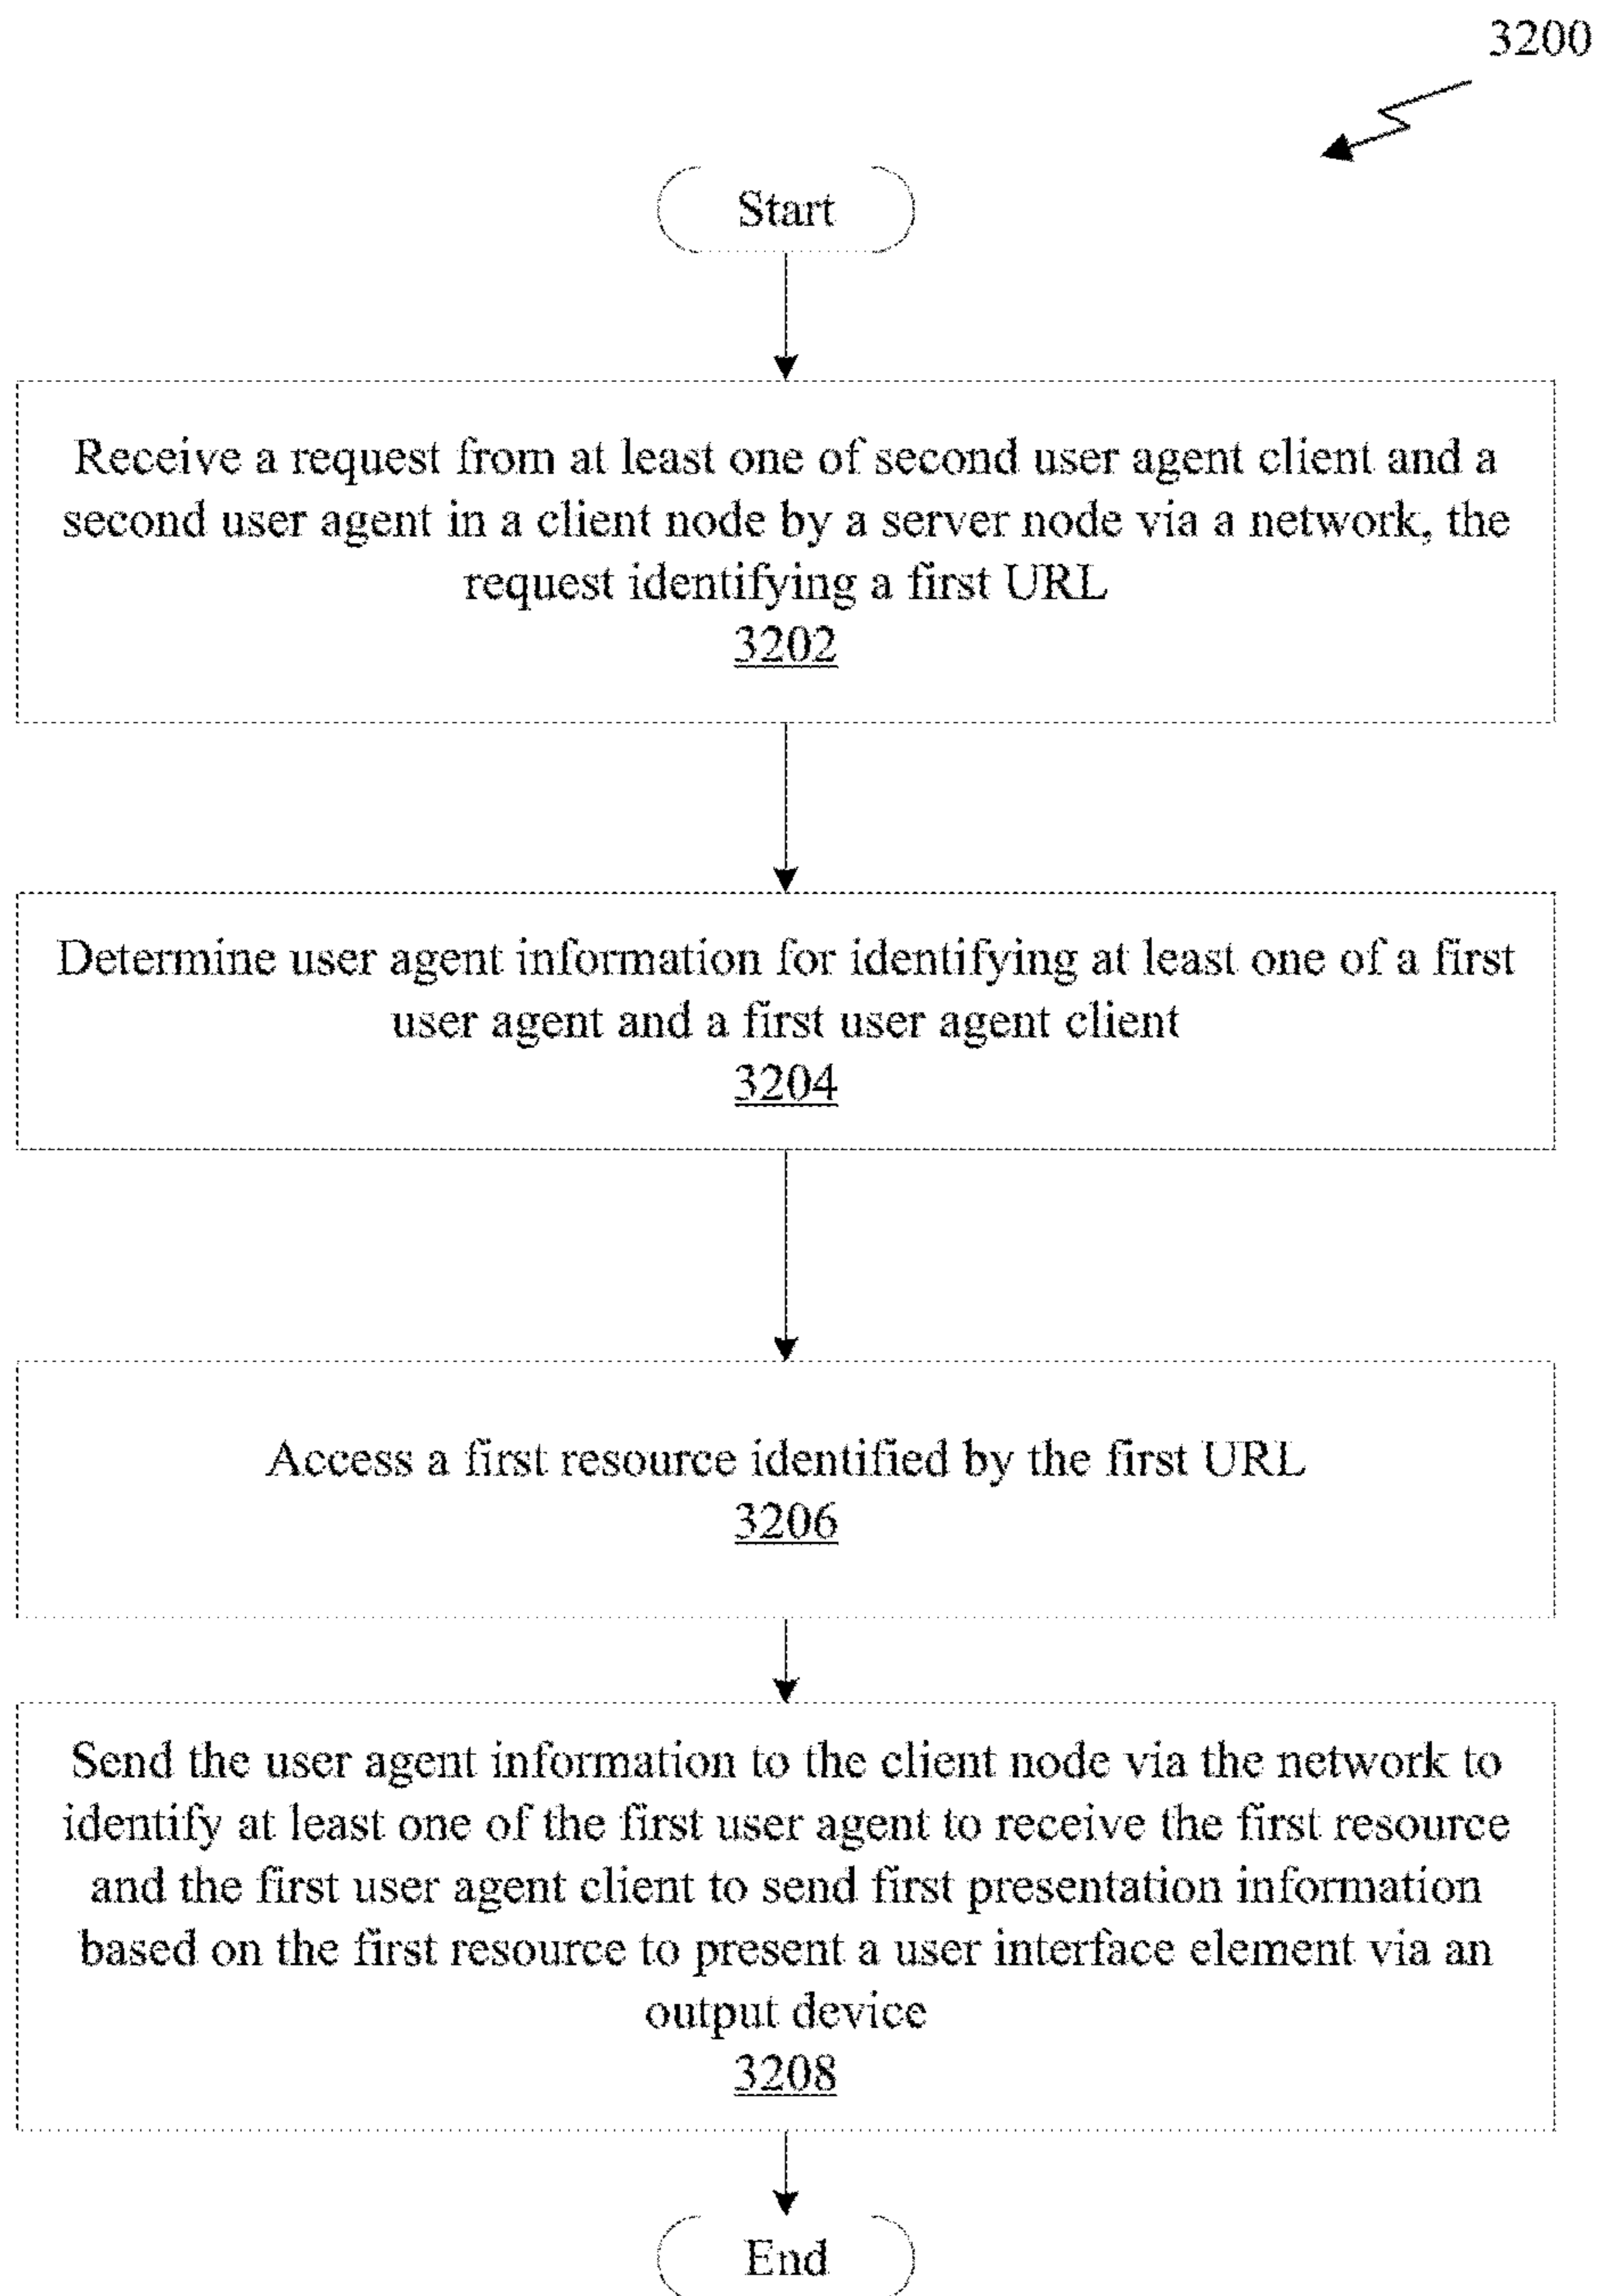 3200
Start
Receive a request from at least one of second user agent client and a
second user agent in a client node by a server node via a network, the
request identifying a first URL
3202
Determine user agent information for identifying at least one of a first
user agent and a first user agent client
3204
Access a first resource identified by the first URL
3206
Send the user agent information to the client node via the network to
identify at least one of the first user agent to receive the first resource
and the first user agent client to send first presentation information
based on the first resource to present a user interface element via an
output device
3208
End